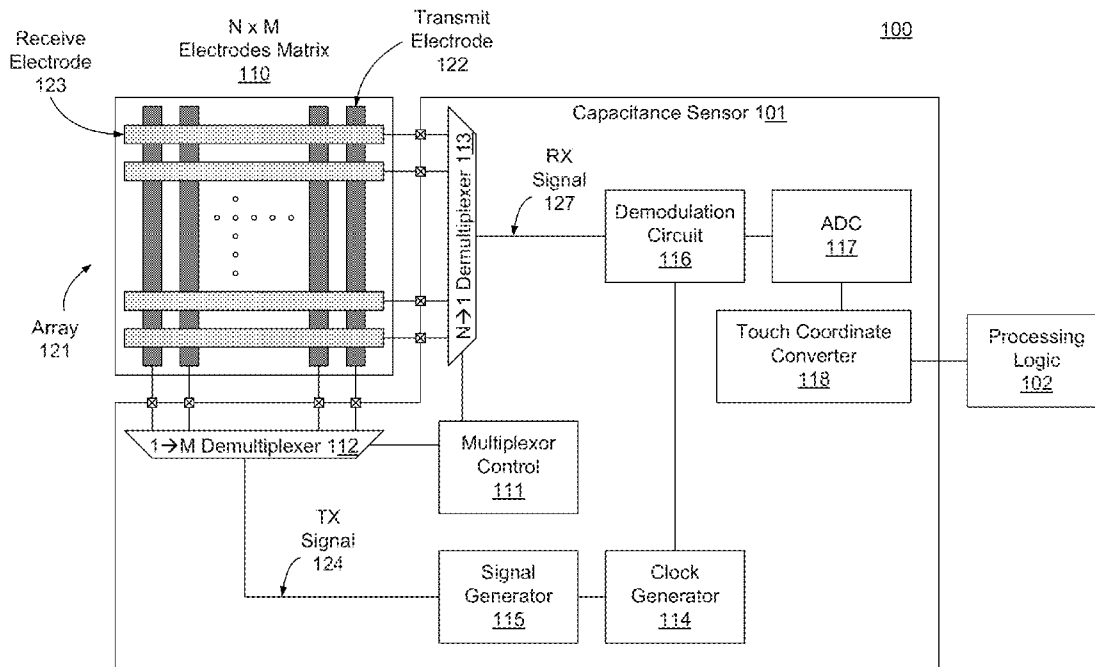 N x M
Electrodes Matrix
110
Transmit
Electrode
122
100
Receive
Electrode
123
Capacitance Sensor 101
N→1 Demultiplexer 113
RX
Signal
127
Demodulation
Circuit
116
ADC
117
Array
121
Touch Coordinate
Converter
118
Processing
Logic
102
1→M Demultiplexer 112
Multiplexor
Control
111
TX
Signal
124
Signal
Generator
115
Clock
Generator
114